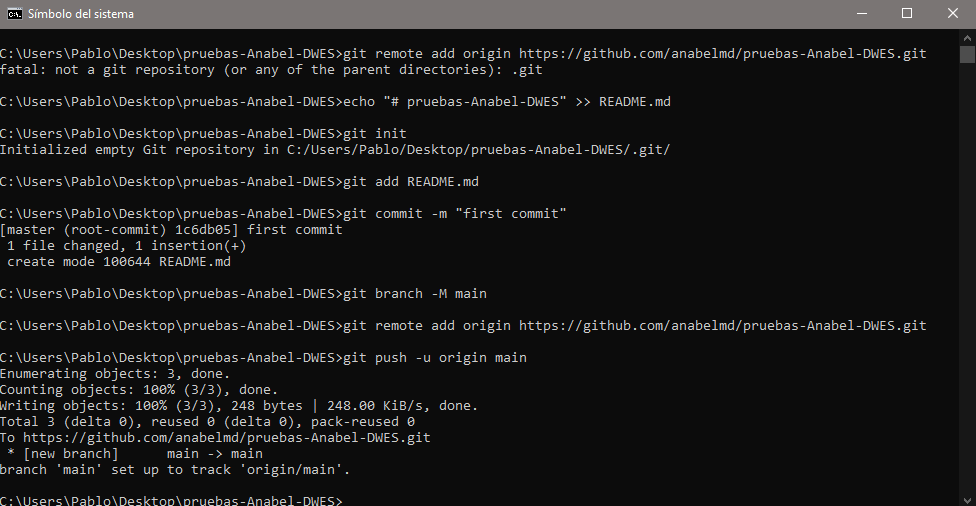 Símbolo del sistema
C:\Users\Pablo\Desktop\pruebas-Anabel-DWES>git remote add origin https://github.com/anabelmd/pruebas-Anabel-DWES.git
fatal: not a git repository (or any of the parent directories): .git
C:\Users\Pablo\Desktop\pruebas-Anabel-DWES>echo "# pruebas-Anabel-DWES" >> README.md
C:\Users\Pablo\Desktop\pruebas-Anabel-DWES>git init
Initialized empty Git repository in C:/Users/Pablo/Desktop/pruebas-Anabel-DWES/.git/
C:\Users\Pablo\Desktop\pruebas-Anabel-DWES>git add README.md
C:\Users\Pablo\Desktop\pruebas-Anabel-DWES>git commit -m "first commit"
[master (root-commit) 1c6db05] first commit
 1 file changed, 1 insertion(+)
 create mode 100644 README.md
C:\Users\Pablo\Desktop\pruebas-Anabel-DWES>git branch -M main
C:\Users\Pablo\Desktop\pruebas-Anabel-DWES>git remote add origin https://github.com/anabelmd/pruebas-Anabel-DWES.git
C:\Users\Pablo\Desktop\pruebas-Anabel-DWES>git push -u origin main
Enumerating objects: 3, done.
Counting objects: 100% (3/3), done.
Writing objects: 100% (3/3), 248 bytes | 248.00 KiB/s, done.
Total 3 (delta 0), reused 0 (delta 0), pack-reused 0
To https://github.com/anabelmd/pruebas-Anabel-DWES.git
 * [new branch]      main -> main
branch 'main' set up to track 'origin/main'.
C:\Users\Pablo\Desktop\pruebas-Anabel-DWES>